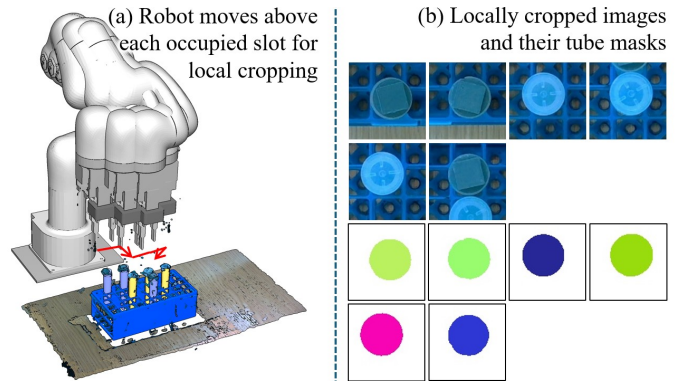 (a) Robot moves above
each occupied slot for
local cropping
(b) Locally cropped images
and their tube masks